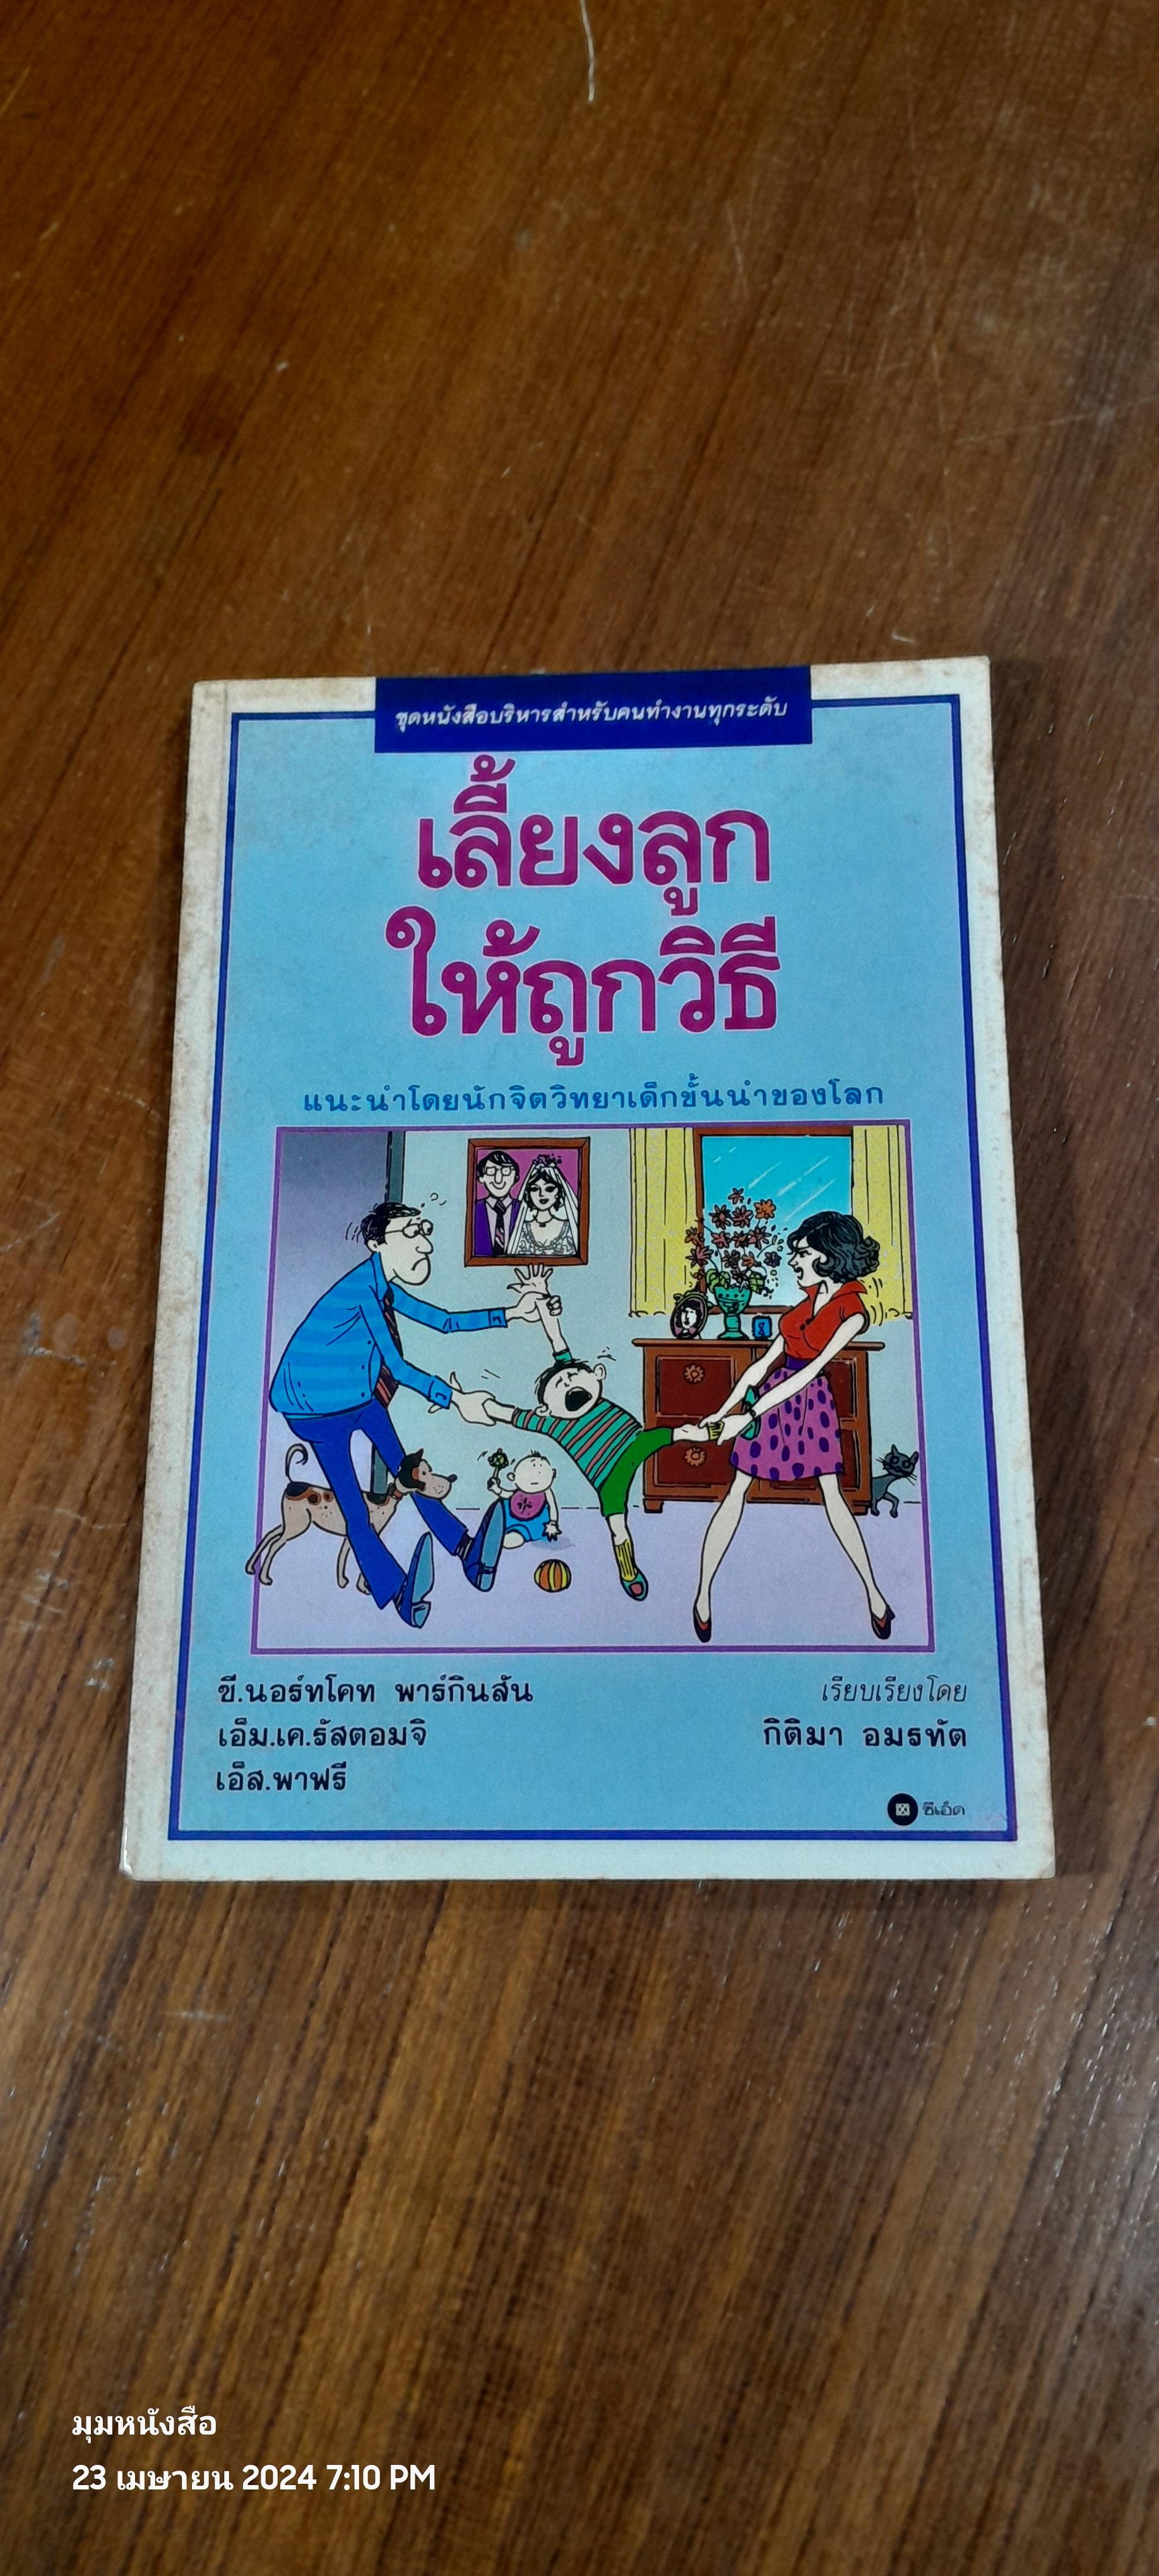 ชุดหนังสือบริหารสำหรับคนทำงานทุกระดับ
เลี้ยงลูก
ให้ถูกวิธี
แนะนำโดยนักจิตวิทยาเด็กชั้นนำของโลก
ซี.นอร์ทโคท พาร์กินสัน
เอ็ม.เค.รัสตอมจิ
เอ็ส.พาฟรี
เรียบเรียงโดย
กิติมา อมรทัต
ซีเอ็ด
มุมหนังสือ
23 เมษายน 2024 7:10 PM